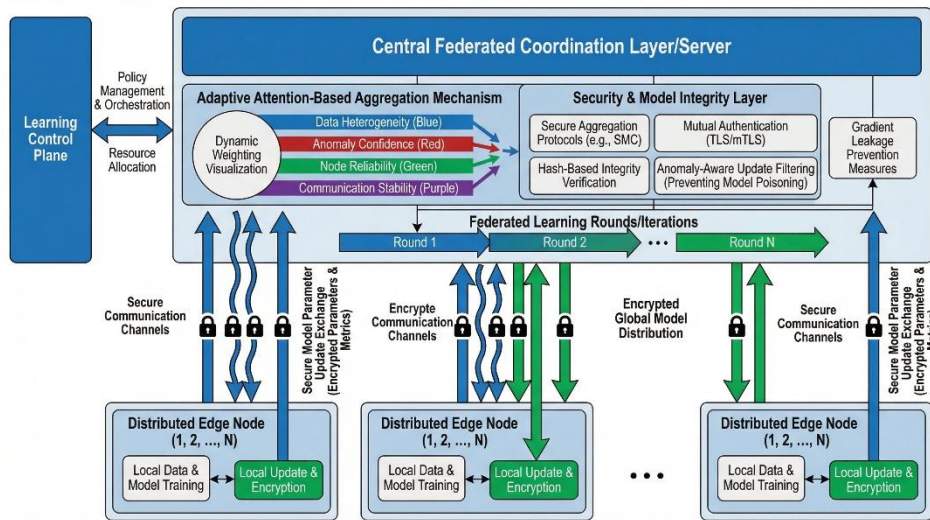 Central Federated Coordination Layer/Server
Learning
Control
Plane
Policy
Management
& Orchestration
Resource
Allocation
Adaptive Attention-Based Aggregation Mechanism
Dynamic
Weighting
Visualization
Data Heterogeneity (Blue)
Anomaly Confidence (Red)
Node Reliability (Green)
Communication Stability (Purple)
Security & Model Integrity Layer
Secure Aggregation
Protocols (e.g., SMC)
Mutual Authentication
(TLS/mTLS)
Hash-Based Integrity
Verification
Anomaly-Aware Update Filtering
(Preventing Model Poisoning)
Gradient
Leakage
Prevention
Measures
Federated Learning Rounds/Iterations
Round 1
Round 2
...
Round N
Secure
Communication
Channels
Secure Model Parameter
Update Exchange
(Encrypted Parameters &
Metrics)
Encrypte
Communication
Channels
Encrypted
Global Model
Distribution
Secure
Communication
Channels
Secure Model Parameter
Update Exchange
(Encrypted Parameters &
Metrics)
Distributed Edge Node
(1, 2, ..., N)
Local Data &
Model Training
Local Update &
Encryption
Distributed Edge Node
(1, 2, ..., N)
Local Data &
Model Training
Local Update &
Encryption
...
Distributed Edge Node
(1, 2, ..., N)
Local Data &
Model Training
Local Update &
Encryption